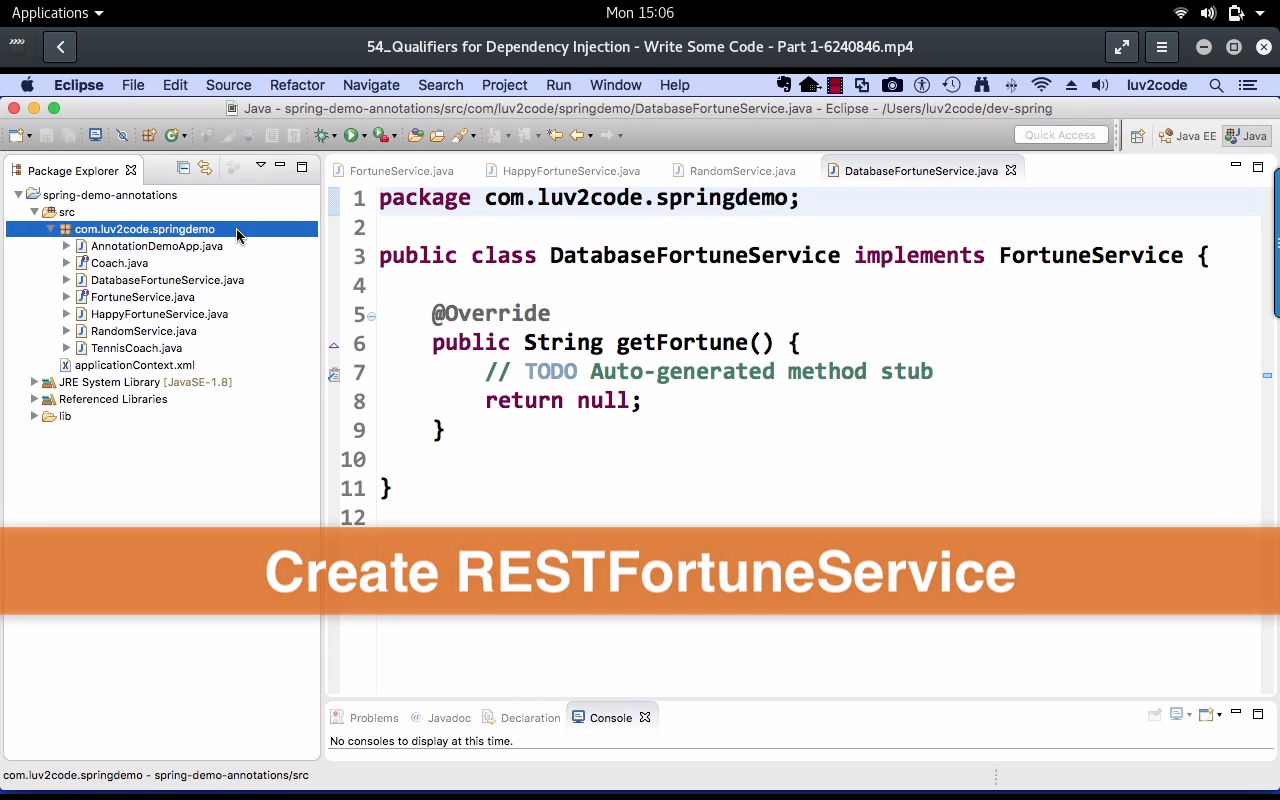 Applications
Mon 15:06
54_Qualifiers for Dependency Injection - Write Some Code - Part 1-6240846.mp4
Eclipse File Edit Source Refactor Navigate Search Project Run Window Help luv2code
Java - spring-demo-annotations/src/com/luv2code/springdemo/DatabaseFortuneService.java - Eclipse - /Users/luv2code/dev-spring
Quick Access Java EE Java
Package Explorer
spring-demo-annotations
src
com.luv2code.springdemo
AnnotationDemoApp.java
Coach.java
DatabaseFortuneService.java
FortuneService.java
HappyFortuneService.java
RandomService.java
TennisCoach.java
applicationContext.xml
JRE System Library [JavaSE-1.8]
Referenced Libraries
lib
FortuneService.java HappyFortuneService.java RandomService.java DatabaseFortuneService.java
1 package com.luv2code.springdemo;
2
3 public class DatabaseFortuneService implements FortuneService {
4
5 @Override
6 public String getFortune() {
7 // TODO Auto-generated method stub
8 return null;
9 }
10
11 }
12
Create RESTFortuneService
Problems @ Javadoc Declaration Console
No consoles to display at this time.
com.luv2code.springdemo - spring-demo-annotations/src